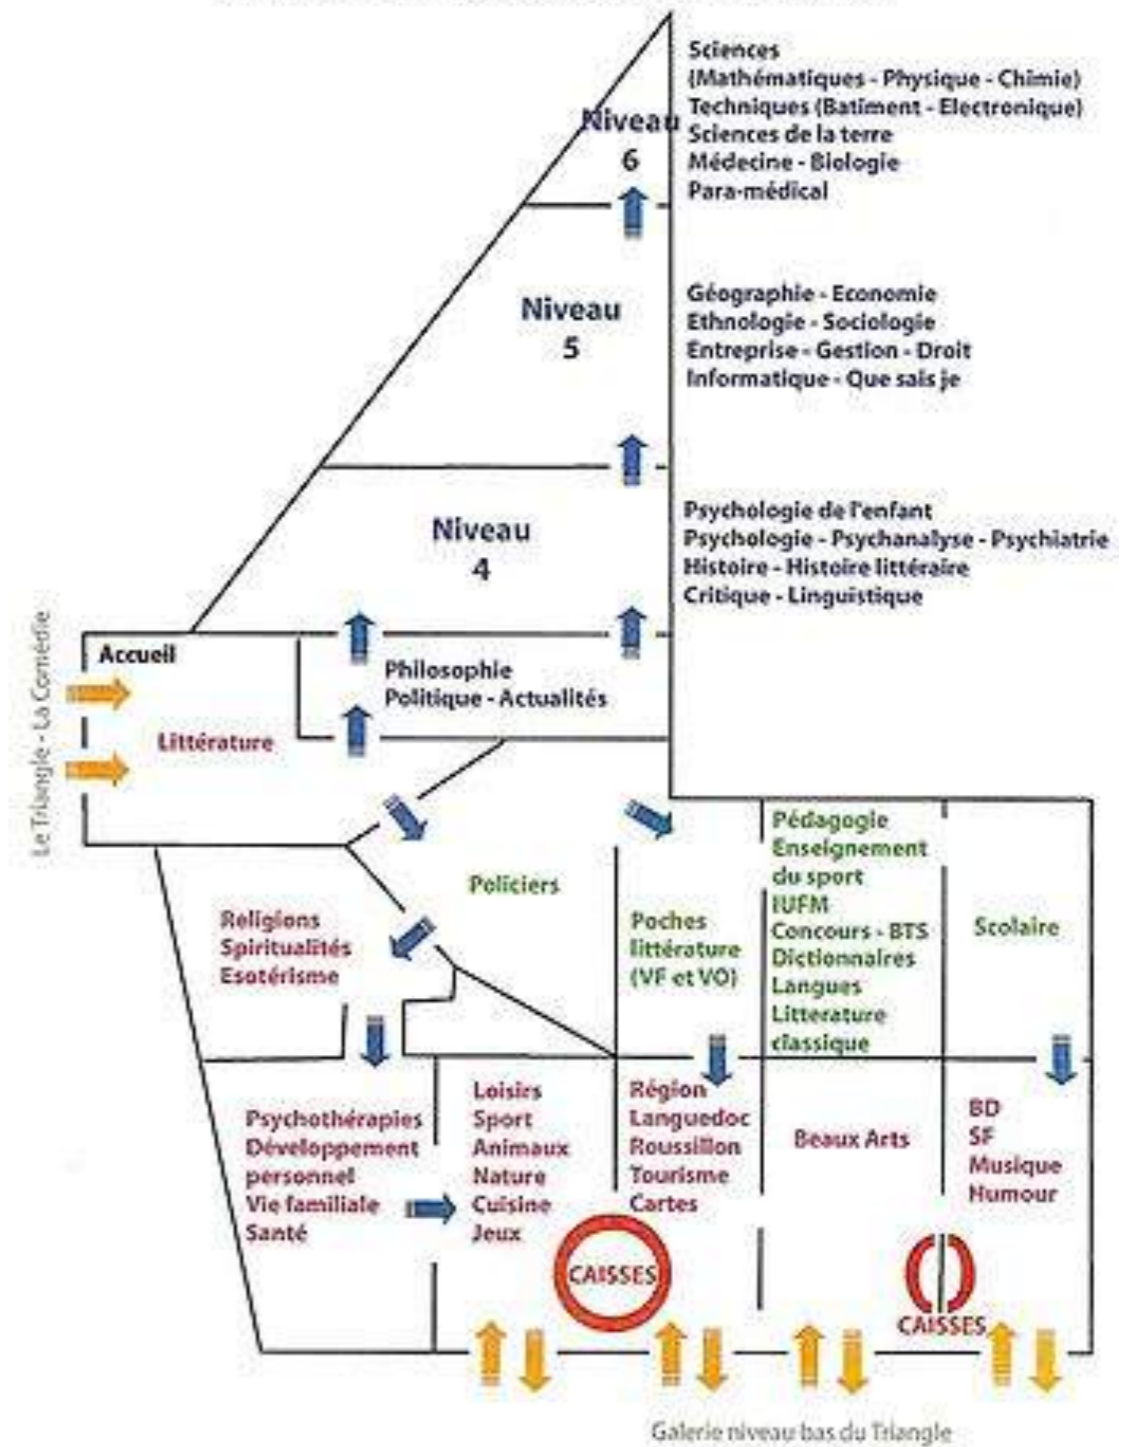 Sciences
(Mathématiques - Physique - Chimie)
Techniques (Batiment - Electronique)
Sciences de la terre
Médecine - Biologie
Para-médical
Niveau
6
Niveau
5
Géographie - Economie
Ethnologie - Sociologie
Entreprise - Gestion - Droit
Informatique - Que sais je
Niveau
4
Psychologie de l'enfant
Psychologie - Psychanalyse - Psychiatrie
Histoire - Histoire littéraire
Critique - Linguistique
Le Triangle - La Comédie
Accueil
Littérature
Philosophie
Politique - Actualités
Policiers
Religions
Spiritualités
Esotérisme
Poches
littérature
(VF et VO)
Pédagogie
Enseignement
du sport
IUFM
Concours - BTS
Dictionnaires
Langues
Litterature
classique
Scolaire
Psychothérapies
Développement
personnel
Vie familiale
Santé
Loisirs
Sport
Animaux
Nature
Cuisine
Jeux
Région
Languedoc
Roussillon
Tourisme
Cartes
Beaux Arts
BD
SF
Musique
Humour
CAISSES
CAISSES
Galerie niveau bas du Triangle